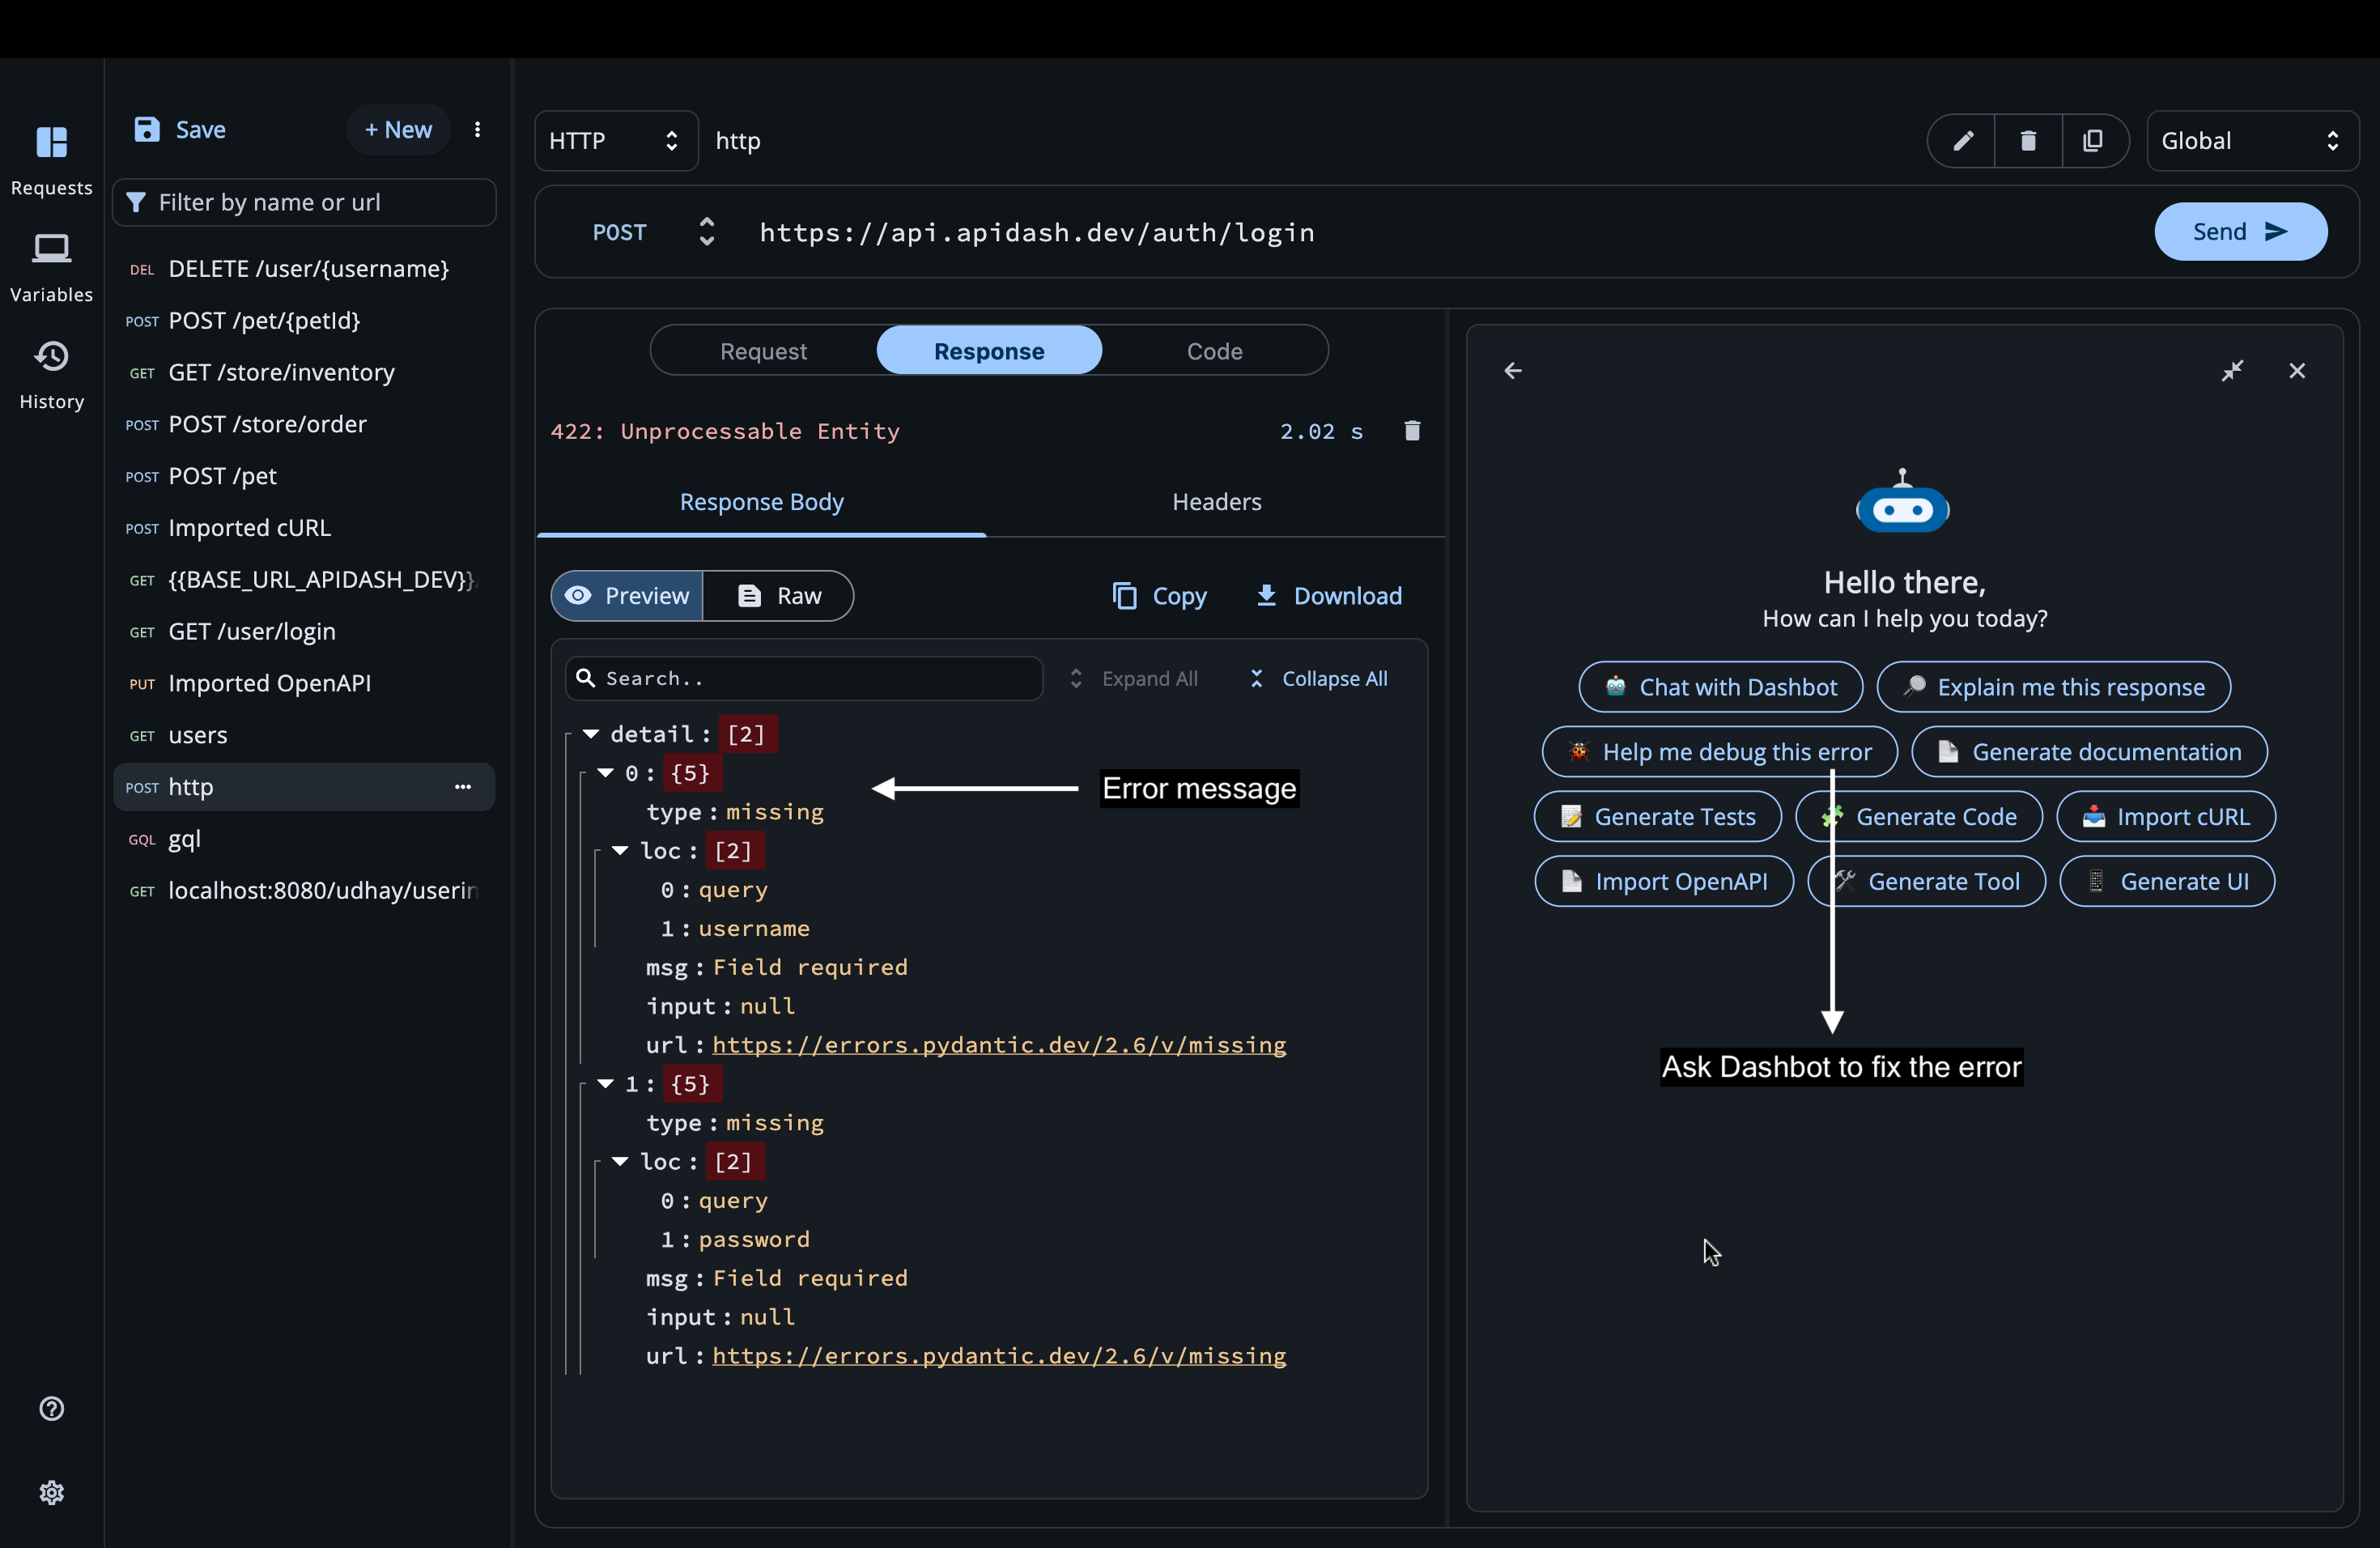 Requests
Variables
History
Save
+ New
Filter by name or url
DEL DELETE /user/{username}
POST POST /pet/{petId}
GET GET /store/inventory
POST POST /store/order
POST POST /pet
POST Imported cURL
GET {{BASE_URL_APIDASH_DEV}}
GET GET /user/login
PUT Imported OpenAPI
GET users
POST http
GQL gql
GET localhost:8080/udhay/userin
HTTP
http
Global
POST
https://api.apidash.dev/auth/login
Send
Request
Response
Code
422: Unprocessable Entity
2.02 s
Response Body
Headers
Preview
Raw
Copy
Download
Search..
Expand All
Collapse All
detail : [2]
0 : {5}
type : missing
loc : [2]
0 : query
1 : username
msg : Field required
input : null
url : https://errors.pydantic.dev/2.6/v/missing
1 : {5}
type : missing
loc : [2]
0 : query
1 : password
msg : Field required
input : null
url : https://errors.pydantic.dev/2.6/v/missing
Error message
Hello there,
How can I help you today?
Chat with Dashbot
Explain me this response
Help me debug this error
Generate documentation
Generate Tests
Generate Code
Import cURL
Import OpenAPI
Generate Tool
Generate UI
Ask Dashbot to fix the error